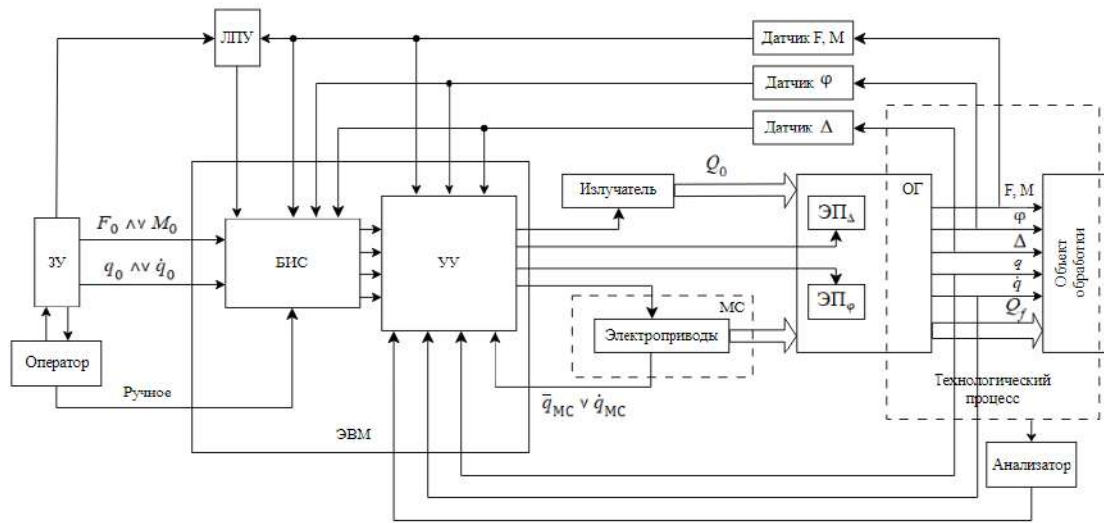 ЛПУ
Датчик F, M
Датчик φ
Датчик Δ
Q₀
Излучатель
ОГ
F, M
ЭП_Δ
φ
F₀ ∧∨ M₀
Δ
ЗУ
БИС
УУ
q
Объект обработки
q₀ ∧∨ q̇₀
q̇
ЭП_φ
Q_f
МС
Электроприводы
Оператор
Технологический
процесс
Ручное
q̄_МС ∨ q̇_МС
ЭВМ
Анализатор